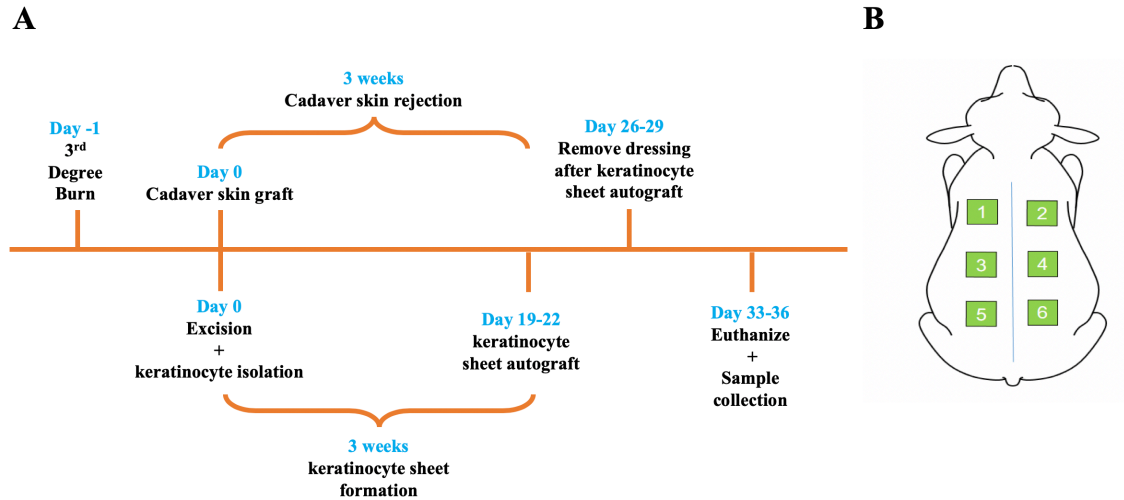 A
B
3 weeks
Cadaver skin rejection
Day -1
3rd
Degree
Burn
Day 0
Cadaver skin graft
Day 26-29
Remove dressing
after keratinocyte
sheet autograft
Day 0
Excision
+
keratinocyte isolation
Day 19-22
keratinocyte
sheet autograft
Day 33-36
Euthanize
+
Sample
collection
3 weeks
keratinocyte sheet
formation
1 2
3 4
5 6